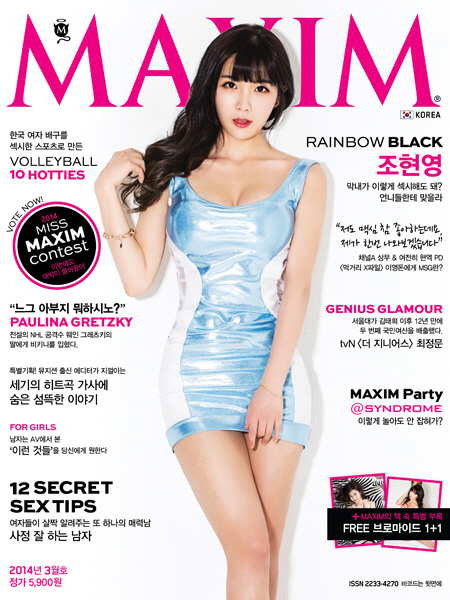 M
MAXIM
®
KOREA
한국 여자 배구를
섹시한 스포츠로 만든
VOLLEYBALL
10 HOTTIES
VOTE NOW!
2014
MISS
MAXIM
contest
이번에도
대박이 들어왔어
RAINBOW BLACK
조현영
막내가 이렇게 섹시해도 돼?
언니들한테 맞을라
“저도 맥심 참 좋아하는데요,
제가 한번 나와보겠습니다”
채널A 상무 & 여전히 현역 PD
〈먹거리 X파일〉 이영돈에게 MSG란?
“느그 아부지 뭐하시노?”
PAULINA GRETZKY
전설의 NHL 공격수 웨인 그레츠키의
딸에게 비키니를 입혔다.
GENIUS GLAMOUR
서울대가 김태희 이후 12년 만에
두 번째 국민여신을 배출했다.
tvN 〈더 지니어스〉 최정문
특별기획! 뮤지션 출신 에디터가 지껄이는
세기의 히트곡 가사에
숨은 섬뜩한 이야기
MAXIM Party
@SYNDROME
이렇게 놀아도 안 잡혀가?
FOR GIRLS
남자는 AV에서 본
‘이런 것들’을 당신에게 원한다
12 SECRET
SEX TIPS
여자들이 살짝 알려주는 또 하나의 매력남
사정 잘 하는 남자
+ MAXIM의 책 속 특별 부록
FREE 브로마이드 1+1
2014년 3월호
정가 5,900원
ISSN 2233-4270 바코드는 뒷면에